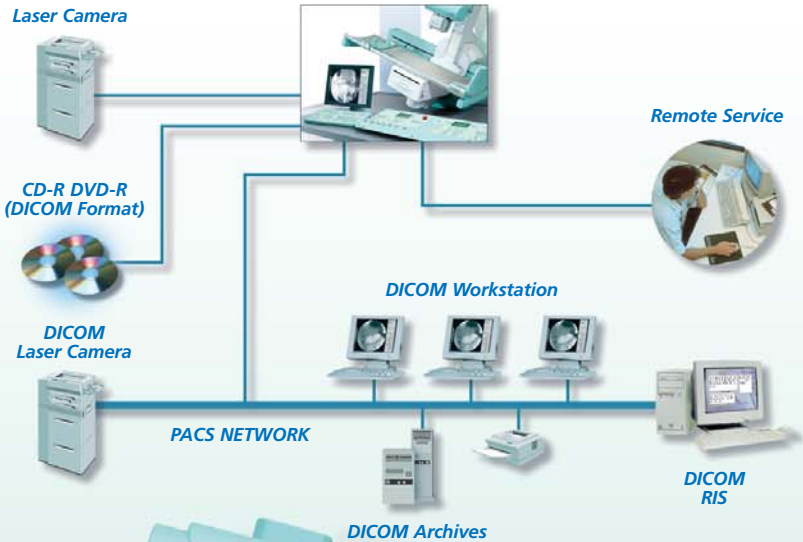 Laser Camera
Remote Service
CD-R DVD-R
(DICOM Format)
DICOM Workstation
DICOM
Laser Camera
PACS NETWORK
DICOM
RIS
DICOM Archives